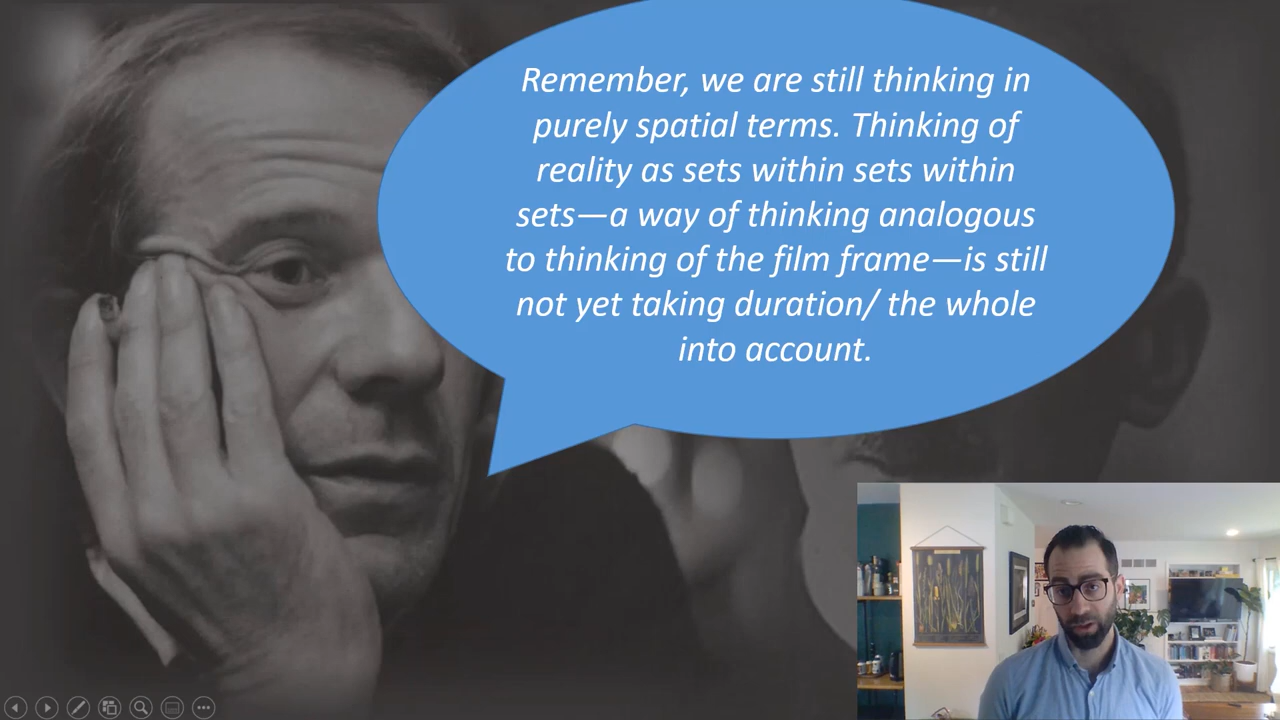 Remember, we are still thinking in
purely spatial terms. Thinking of
reality as sets within sets within
sets—a way of thinking analogous
to thinking of the film frame—is still
not yet taking duration/ the whole
into account.